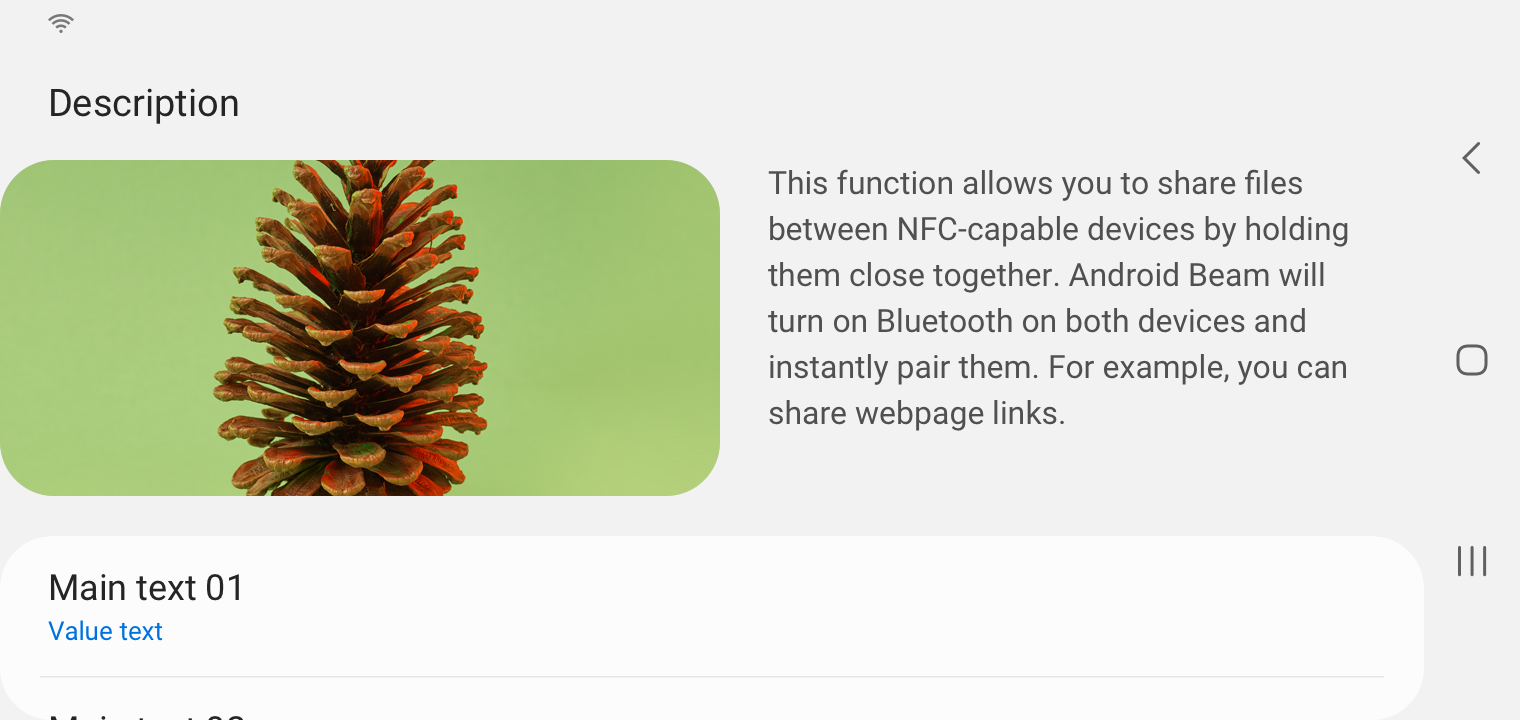 Description
This function allows you to share files
between NFC-capable devices by holding
them close together. Android Beam will
turn on Bluetooth on both devices and
instantly pair them. For example, you can
share webpage links.
Main text 01
Value text